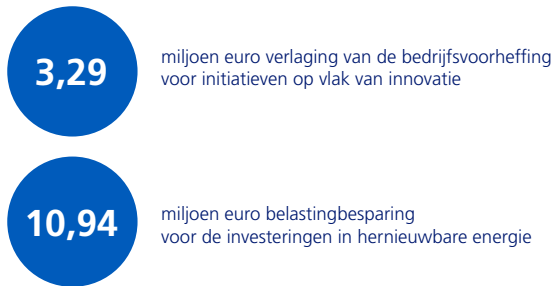 3,29
miljoen euro verlaging van de bedrijfsvoorheffing
voor initiatieven op vlak van innovatie
10,94
miljoen euro belastingbesparing
voor de investeringen in hernieuwbare energie